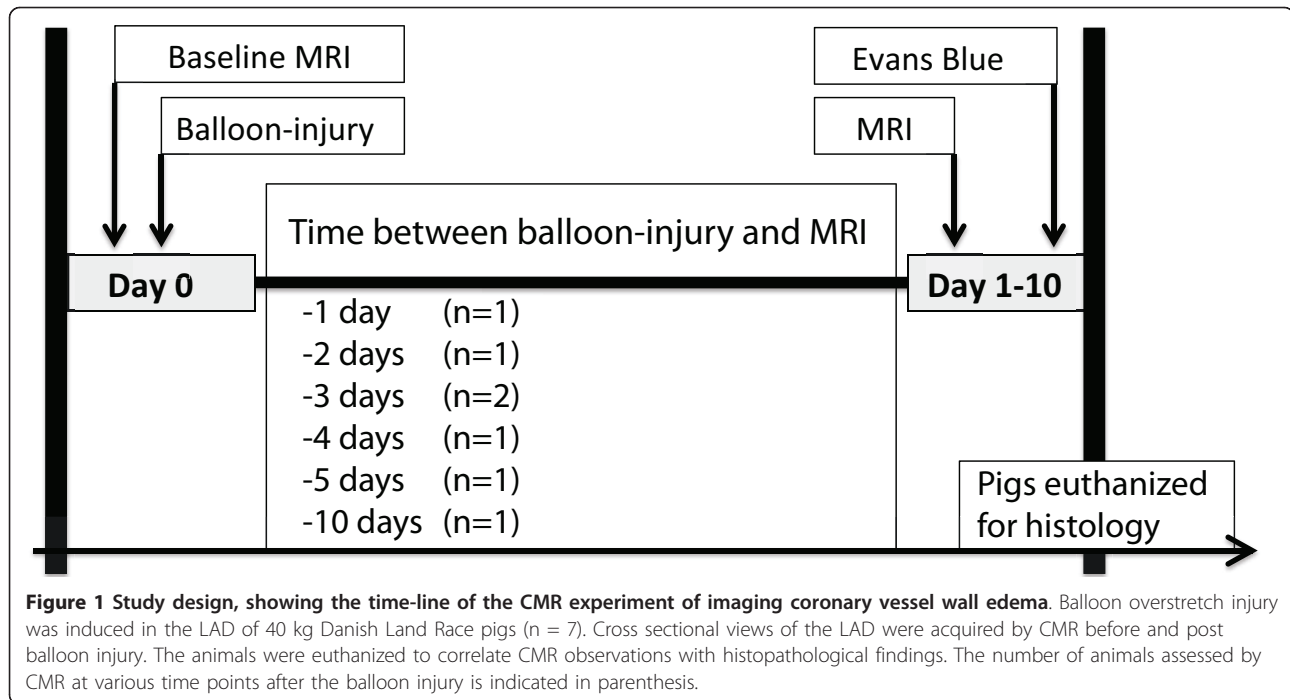 Baseline MRI
Evans Blue
Balloon-injury
MRI
Time between balloon-injury and MRI
Day 0
Day 1-10
-1 day (n=1)
-2 days (n=1)
-3 days (n=2)
-4 days (n=1)
-5 days (n=1)
-10 days (n=1)
Pigs euthanized
for histology
Figure 1 Study design, showing the time-line of the CMR experiment of imaging coronary vessel wall edema. Balloon overstretch injury
was induced in the LAD of 40 kg Danish Land Race pigs (n = 7). Cross sectional views of the LAD were acquired by CMR before and post
balloon injury. The animals were euthanized to correlate CMR observations with histopathological findings. The number of animals assessed by
CMR at various time points after the balloon injury is indicated in parenthesis.